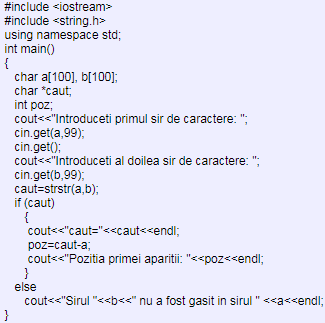 #include <iostream>
#include <string.h>
using namespace std;
int main()
{
char a[100], b[100];
char *caut;
int poz;
cout<<"Introduceti primul sir de caractere: ";
cin.get(a,99);
cin.get();
cout<<"Introduceti al doilea sir de caractere: ";
cin.get(b,99);
caut=strstr(a,b);
if (caut)
{
cout<<"caut="<<caut<<endl;
poz=caut-a;
cout<<"Pozitia primei aparitii: "<<poz<<endl;
}
else
cout<<"Sirul "<<b<<" nu a fost gasit in sirul " <<a<<endl;
}